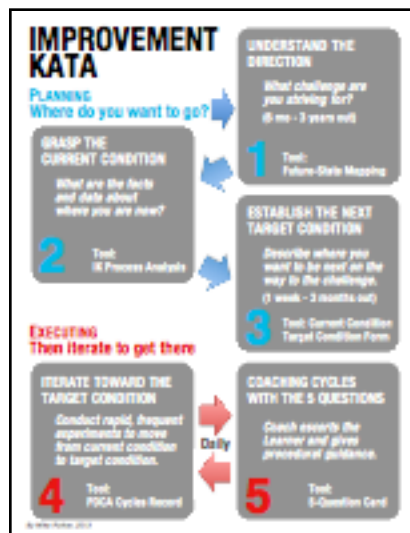 IMPROVEMENT
KATA
PLANNING
Where do you want to go?
UNDERSTAND THE
DIRECTION
What challenge are
you striving for?
(6 mo - 3 years out)
1
Tool:
Future-State Mapping
GRASP THE
CURRENT CONDITION
What are the facts
and data about
where you are now?
2
Tool:
IK Process Analysis
ESTABLISH THE NEXT
TARGET CONDITION
Describe where you
want to be next on the
way to the challenge.
(1 week - 3 months out)
3
Tool: Current Condition
Target Condition Form
EXECUTING
Then iterate to get there
ITERATE TOWARD THE
TARGET CONDITION
Conduct rapid, frequent
experiments to move
from current condition
to target condition.
4
Tool:
PDCA Cycles Record
Daily
COACHING CYCLES
WITH THE 5 QUESTIONS
Coach escorts the
Learner and gives
procedural guidance.
5
Tool:
5-Question Card
By Mike Rother, 2013